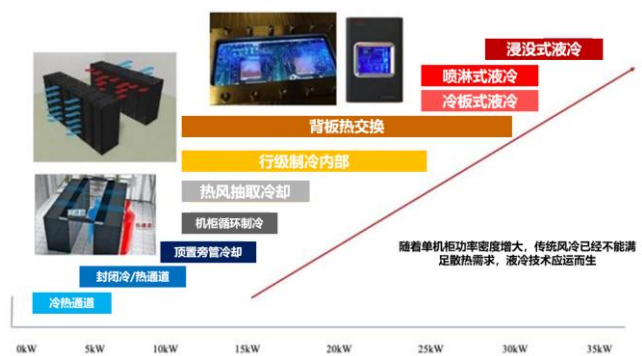 浸没式液冷
喷淋式液冷
冷板式液冷
背板热交换
行级制冷内部
热风抽取冷却
机柜循环制冷
顶置旁管冷却
封闭冷/热通道
冷热通道
随着单机柜功率密度增大，传统风冷已经不能满
足散热需求，液冷技术应运而生
0kW 5kW 10kW 15kW 20kW 25kW 30kW 35kW